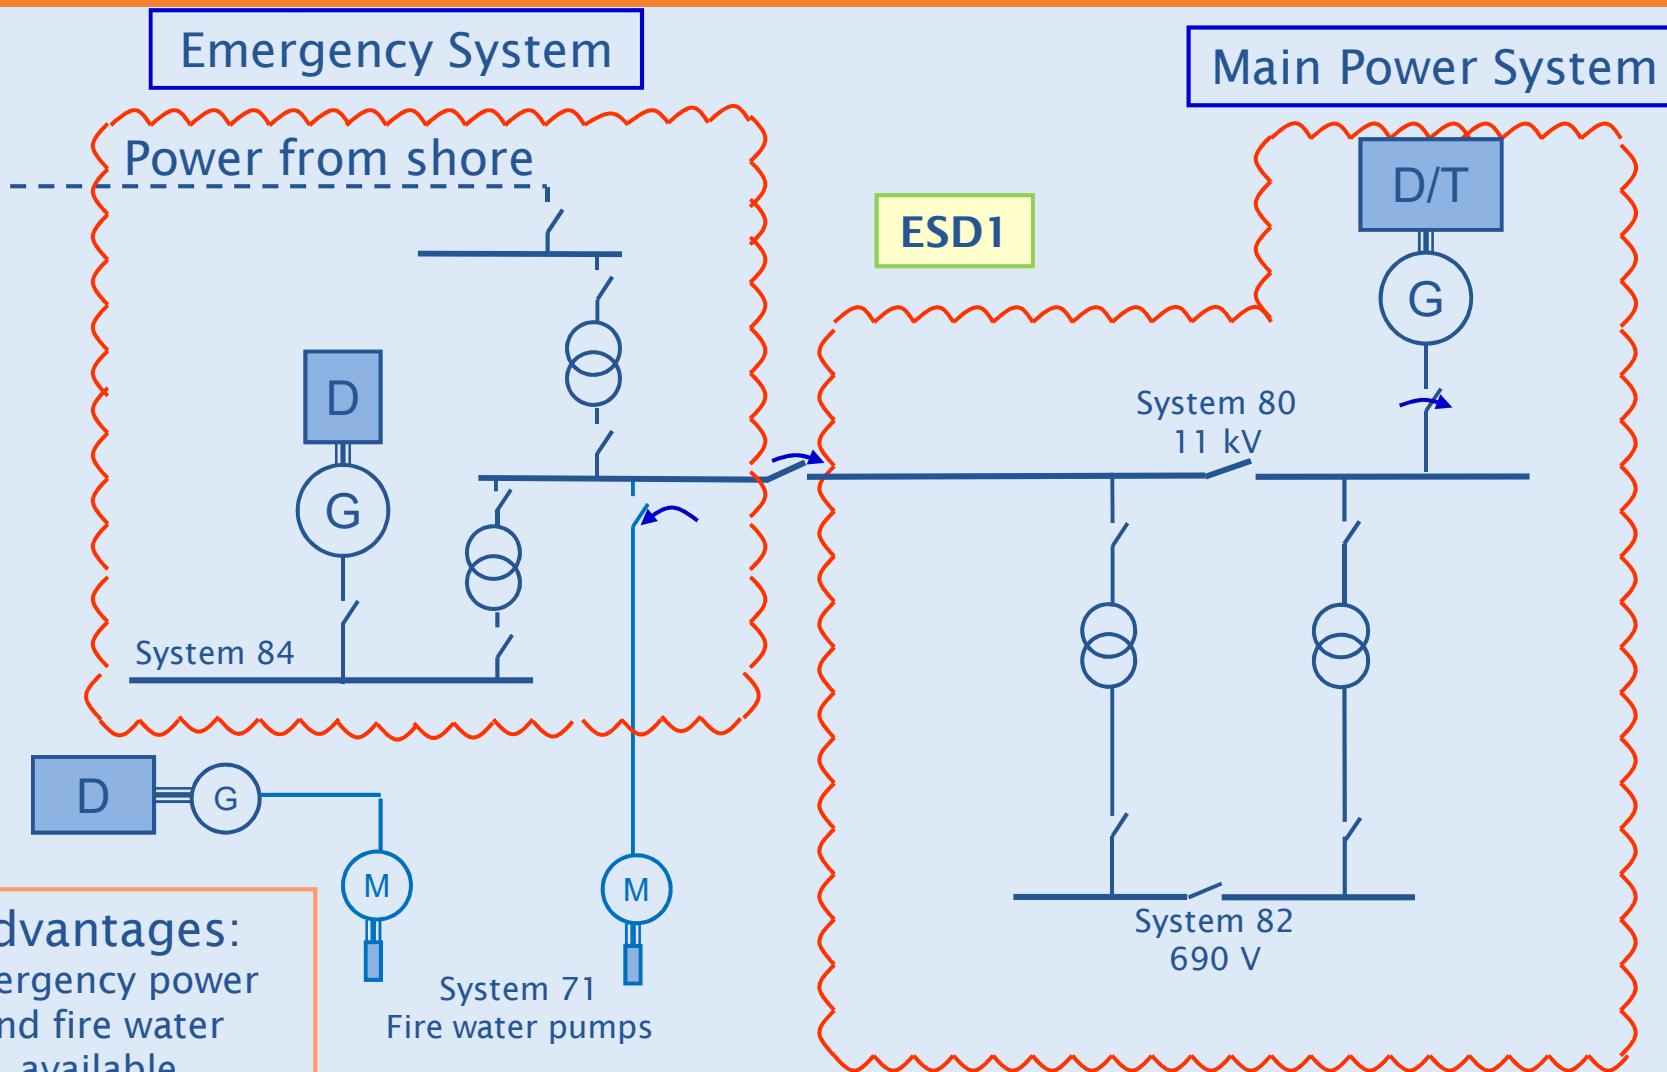 Emergency System
Main Power System
Power from shore
D/T
ESD1
G
D
System 80
11 kV
G
System 84
D
G
M
M
dvantages:
ergency power
nd fire water
available
System 71
Fire water pumps
System 82
690 V